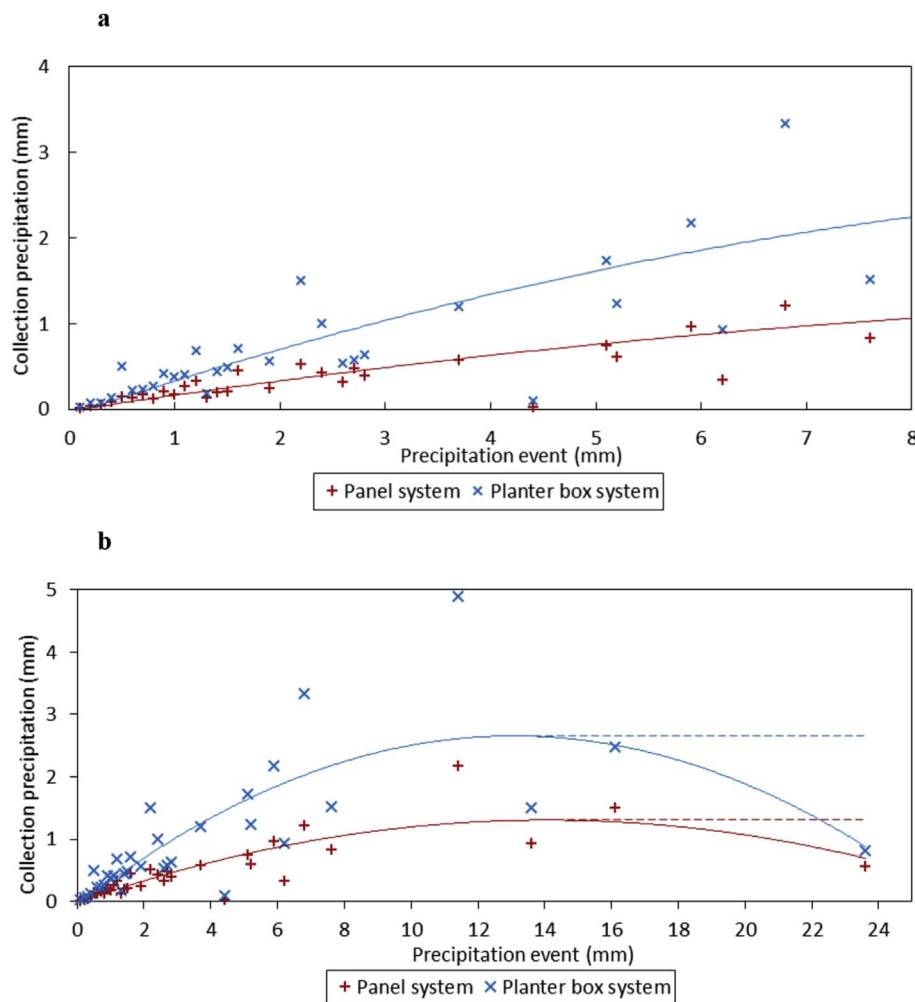 a
4
3
2
1
0
Collection precipitation (mm)
0 1 2 3 4 5 6 7 8
Precipitation event (mm)
Panel system Planter box system
b
5
4
3
2
1
0
Collection precipitation (mm)
0 2 4 6 8 10 12 14 16 18 20 22 24
Precipitation event (mm)
Panel system Planter box system